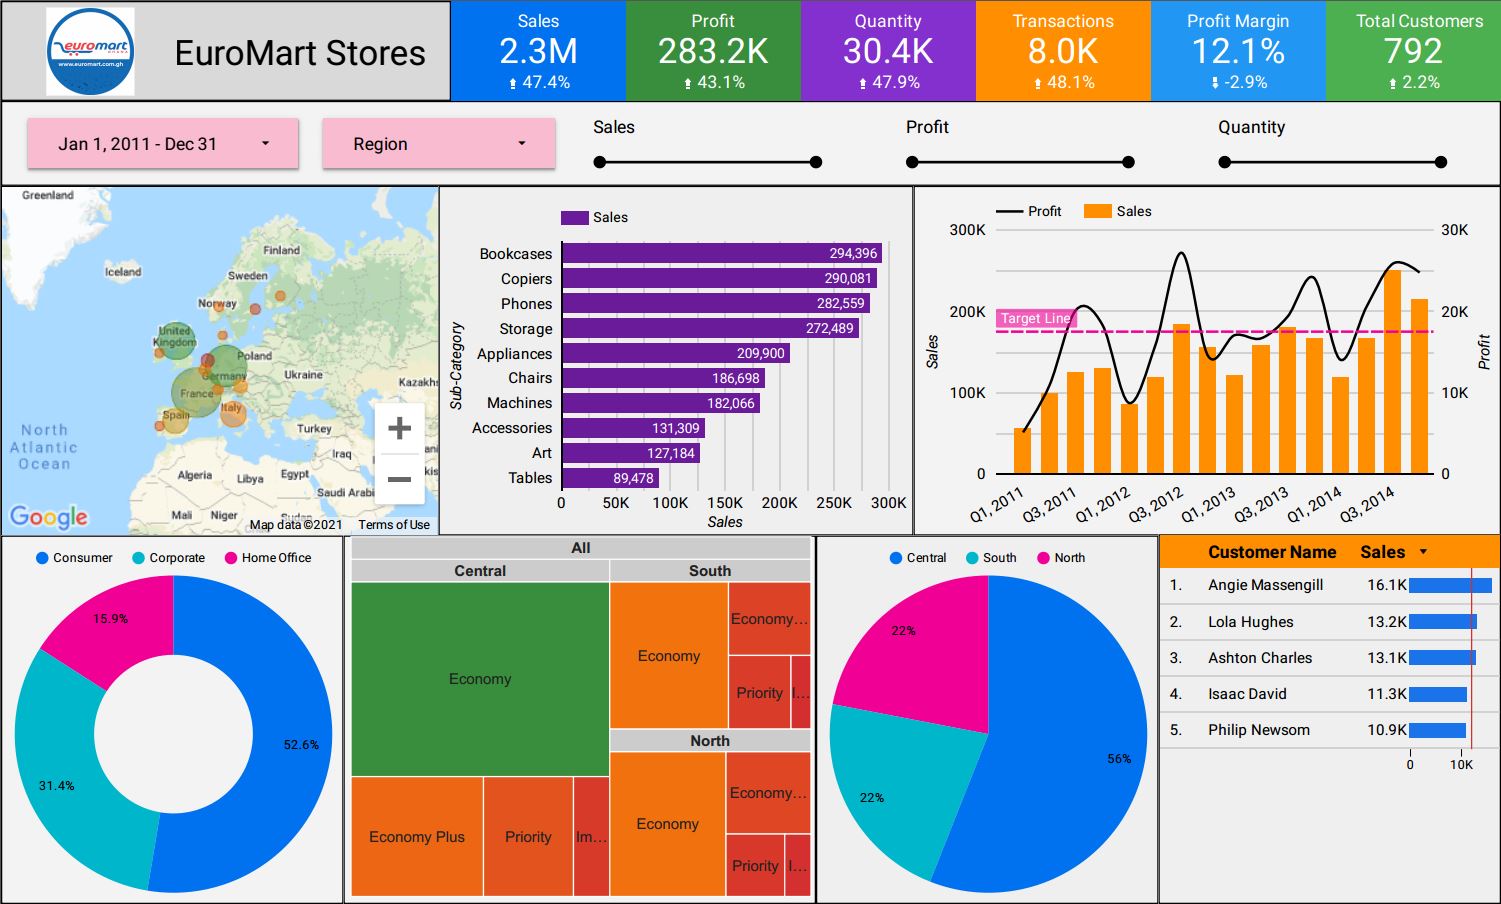 euromart
www.euromart.com.gh
EuroMart Stores
Sales
2.3M
47.4%
Profit
283.2K
43.1%
Quantity
30.4K
47.9%
Transactions
8.0K
48.1%
Profit Margin
12.1%
-2.9%
Total Customers
792
2.2%
Jan 1, 2011 - Dec 31
Region
Sales
Profit
Quantity
Greenland
Iceland
Finland
Sweden
Norway
United
Kingdom
Poland
Germany
Ukraine
France
Kazakhs
Spain
Italy
Turkey
North
Atlantic
Ocean
Iraq
Algeria
Libya
Egypt
Saudi Arabi
Mali
Niger
Sudan
Google
Map data ©2021
Terms of Use
Sales
Sub-Category
Bookcases 294,396
Copiers 290,081
Phones 282,559
Storage 272,489
Appliances 209,900
Chairs 186,698
Machines 182,066
Accessories 131,309
Art 127,184
Tables 89,478
0 50K 100K 150K 200K 250K 300K
Sales
Profit Sales
300K 30K
200K 20K
100K 10K
0 0
Target Line
Sales
Profit
Q1, 2011 Q3, 2011 Q1, 2012 Q3, 2012 Q1, 2013 Q3, 2013 Q1, 2014 Q3, 2014
Consumer Corporate Home Office
15.9%
52.6%
31.4%
All
Central
Economy
Economy Plus
Priority
Im...
South
Economy
Economy...
Priority
I...
North
Economy
Economy...
Priority
I...
Central South North
22%
56%
22%
Customer Name Sales
1. Angie Massengill 16.1K
2. Lola Hughes 13.2K
3. Ashton Charles 13.1K
4. Isaac David 11.3K
5. Philip Newsom 10.9K
0 10K